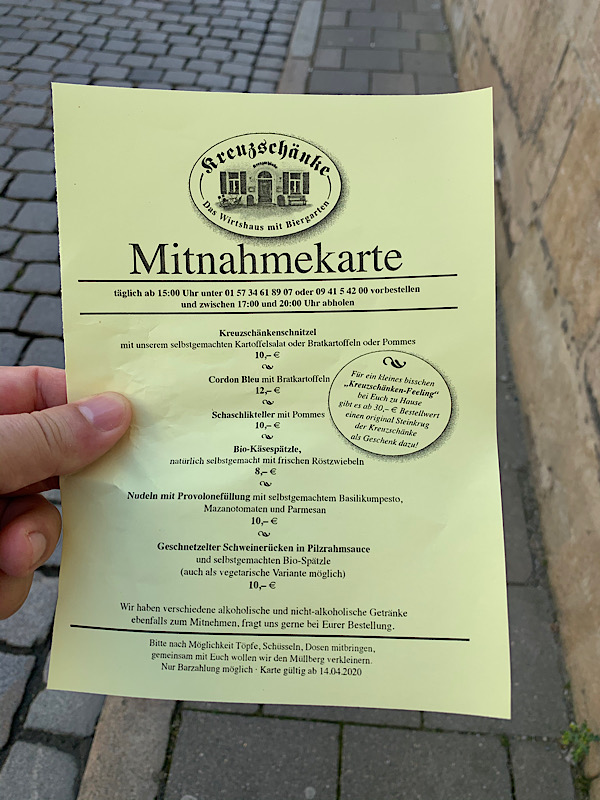 Kreuzschänke
Das Wirtshaus mit Biergarten
Mitnahmekarte
täglich ab 15:00 Uhr unter 01 57 34 61 89 07 oder 09 41 5 42 00 vorbestellen
und zwischen 17:00 und 20:00 Uhr abholen
Kreuzschänkenschnitzel
mit unserem selbstgemachten Kartoffelsalat oder Bratkartoffeln oder Pommes
10,– €
Cordon Bleu mit Bratkartoffeln
12,– €
Schaschlikteller mit Pommes
10,– €
Bio-Käsespätzle,
natürlich selbstgemacht mit frischen Röstzwiebeln
8,– €
Nudeln mit Provolonefüllung mit selbstgemachtem Basilikumpesto,
Mazanotomaten und Parmesan
10,– €
Geschnetzelter Schweinerücken in Pilzrahmsauce
und selbstgemachten Bio-Spätzle
(auch als vegetarische Variante möglich)
10,– €
Für ein kleines bisschen
„Kreuzschänken-Feeling“
bei Euch zu Hause
gibt es ab 30,– € Bestellwert
einen original Steinkrug
der Kreuzschänke
als Geschenk dazu!
Wir haben verschiedene alkoholische und nicht-alkoholische Getränke
ebenfalls zum Mitnehmen, fragt uns gerne bei Eurer Bestellung.
Bitte nach Möglichkeit Töpfe, Schüsseln, Dosen mitbringen,
gemeinsam mit Euch wollen wir den Müllberg verkleinern.
Nur Barzahlung möglich · Karte gültig ab 14.04.2020